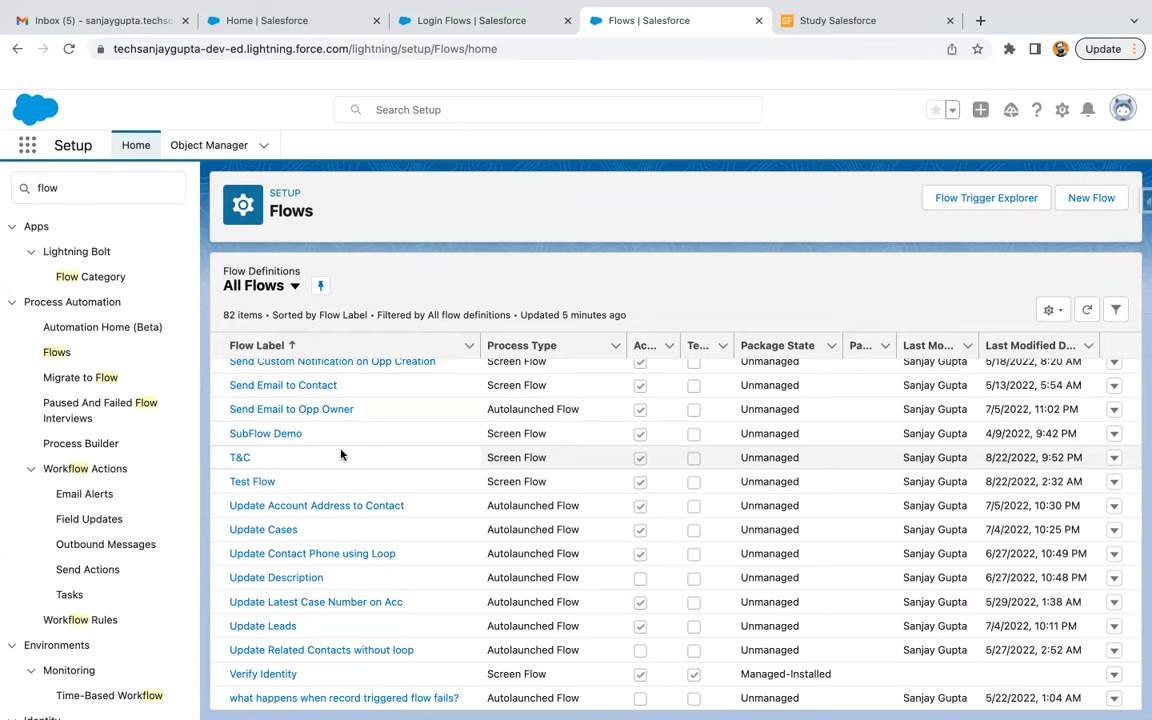 Inbox (5) - sanjaygupta.techsc
Home | Salesforce
Login Flows | Salesforce
Flows | Salesforce
Study Salesforce
techsanjaygupta-dev-ed.lightning.force.com/lightning/setup/Flows/home
Update
Search Setup
Setup
Home
Object Manager
flow
Apps
Lightning Bolt
Flow Category
Process Automation
Automation Home (Beta)
Flows
Migrate to Flow
Paused And Failed Flow
Interviews
Process Builder
Workflow Actions
Email Alerts
Field Updates
Outbound Messages
Send Actions
Tasks
Workflow Rules
Environments
Monitoring
Time-Based Workflow
Identity
SETUP
Flows
Flow Trigger Explorer
New Flow
Flow Definitions
All Flows
82 items • Sorted by Flow Label • Filtered by All flow definitions • Updated 5 minutes ago
Flow Label Process Type Ac... Te... Package State Pa... Last Mo... Last Modified D...
Send Custom Notification on Opp Creation Screen Flow Unmanaged Sanjay Gupta 5/18/2022, 8:20 AM
Send Email to Contact Screen Flow Unmanaged Sanjay Gupta 5/13/2022, 5:54 AM
Send Email to Opp Owner Autolaunched Flow Unmanaged Sanjay Gupta 7/5/2022, 11:02 PM
SubFlow Demo Screen Flow Unmanaged Sanjay Gupta 4/9/2022, 9:42 PM
T&C Screen Flow Unmanaged Sanjay Gupta 8/22/2022, 9:52 PM
Test Flow Screen Flow Unmanaged Sanjay Gupta 8/22/2022, 2:32 AM
Update Account Address to Contact Autolaunched Flow Unmanaged Sanjay Gupta 7/5/2022, 10:30 PM
Update Cases Autolaunched Flow Unmanaged Sanjay Gupta 7/4/2022, 10:25 PM
Update Contact Phone using Loop Autolaunched Flow Unmanaged Sanjay Gupta 6/27/2022, 10:49 PM
Update Description Autolaunched Flow Unmanaged Sanjay Gupta 6/27/2022, 10:48 PM
Update Latest Case Number on Acc Autolaunched Flow Unmanaged Sanjay Gupta 5/29/2022, 1:38 AM
Update Leads Autolaunched Flow Unmanaged Sanjay Gupta 7/4/2022, 10:11 PM
Update Related Contacts without loop Autolaunched Flow Unmanaged Sanjay Gupta 5/27/2022, 2:52 AM
Verify Identity Screen Flow Managed-Installed
what happens when record triggered flow fails? Autolaunched Flow Unmanaged Sanjay Gupta 5/22/2022, 1:04 AM